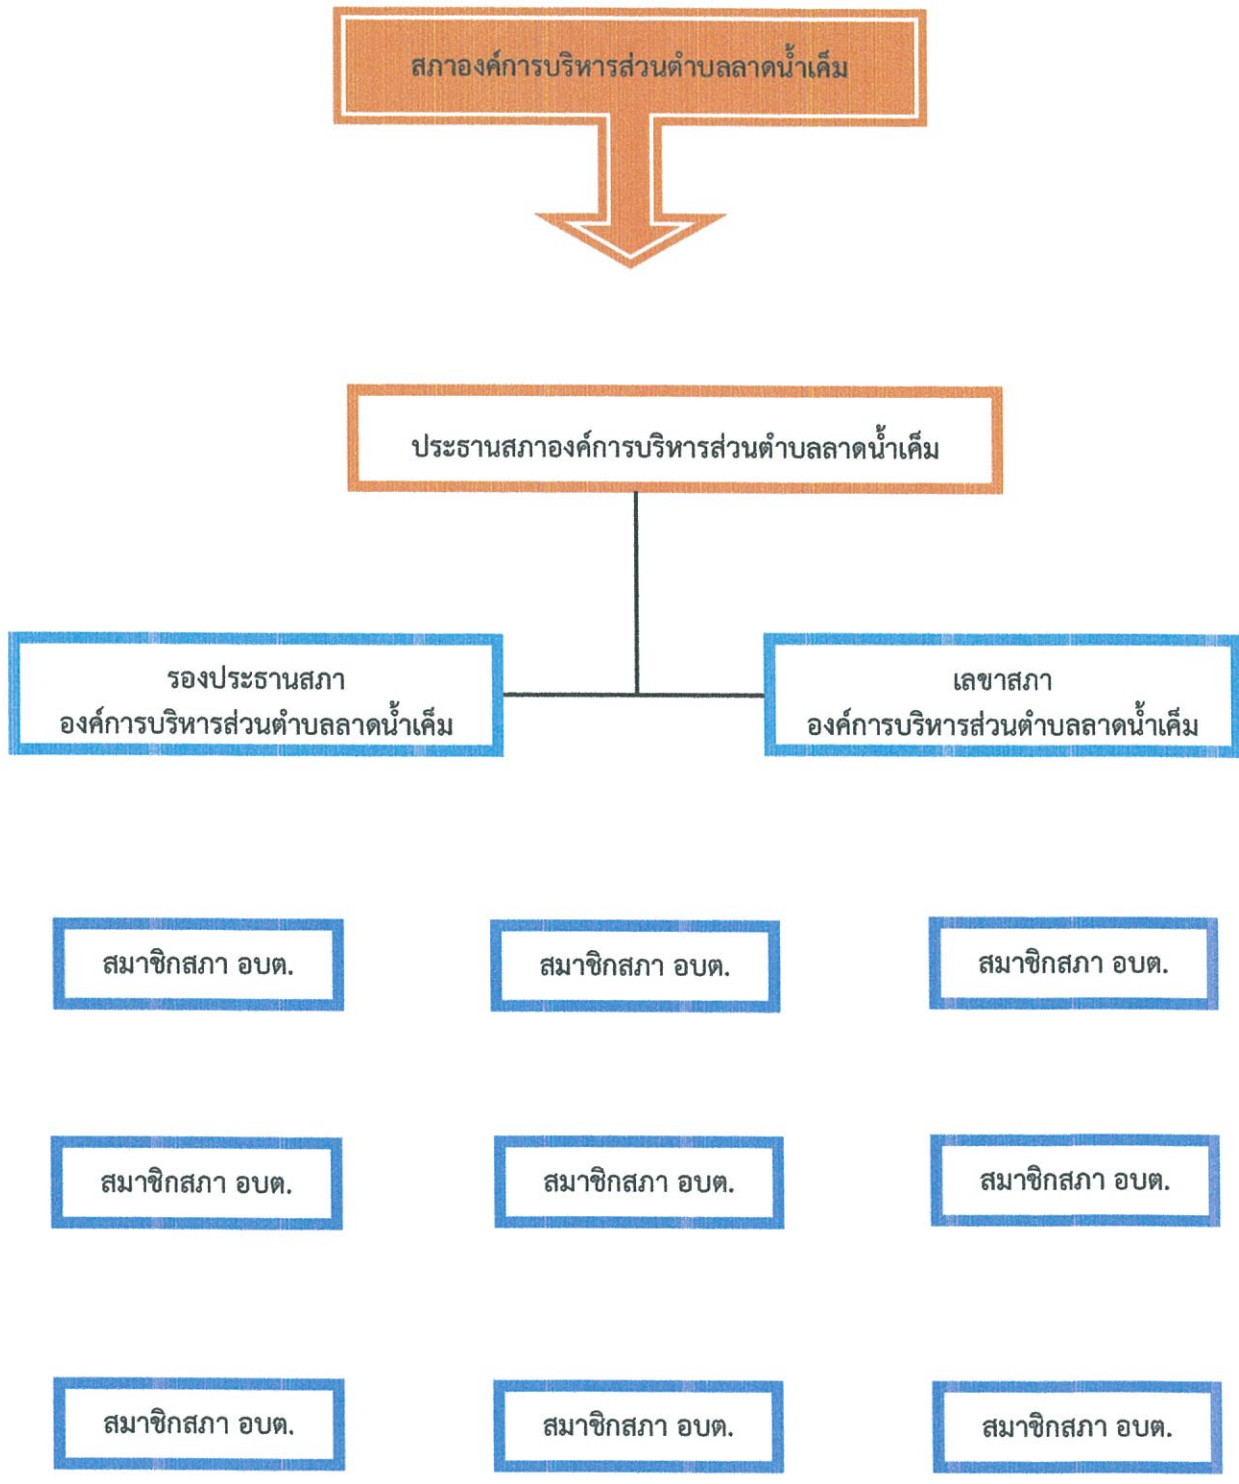 สภาองค์การบริหารส่วนตำบลลาดน้ำเค็ม
ประธานสภาองค์การบริหารส่วนตำบลลาดน้ำเค็ม
รองประธานสภา
องค์การบริหารส่วนตำบลลาดน้ำเค็ม
เลขาสภา
องค์การบริหารส่วนตำบลลาดน้ำเค็ม
สมาชิกสภา อบต.
สมาชิกสภา อบต.
สมาชิกสภา อบต.
สมาชิกสภา อบต.
สมาชิกสภา อบต.
สมาชิกสภา อบต.
สมาชิกสภา อบต.
สมาชิกสภา อบต.
สมาชิกสภา อบต.